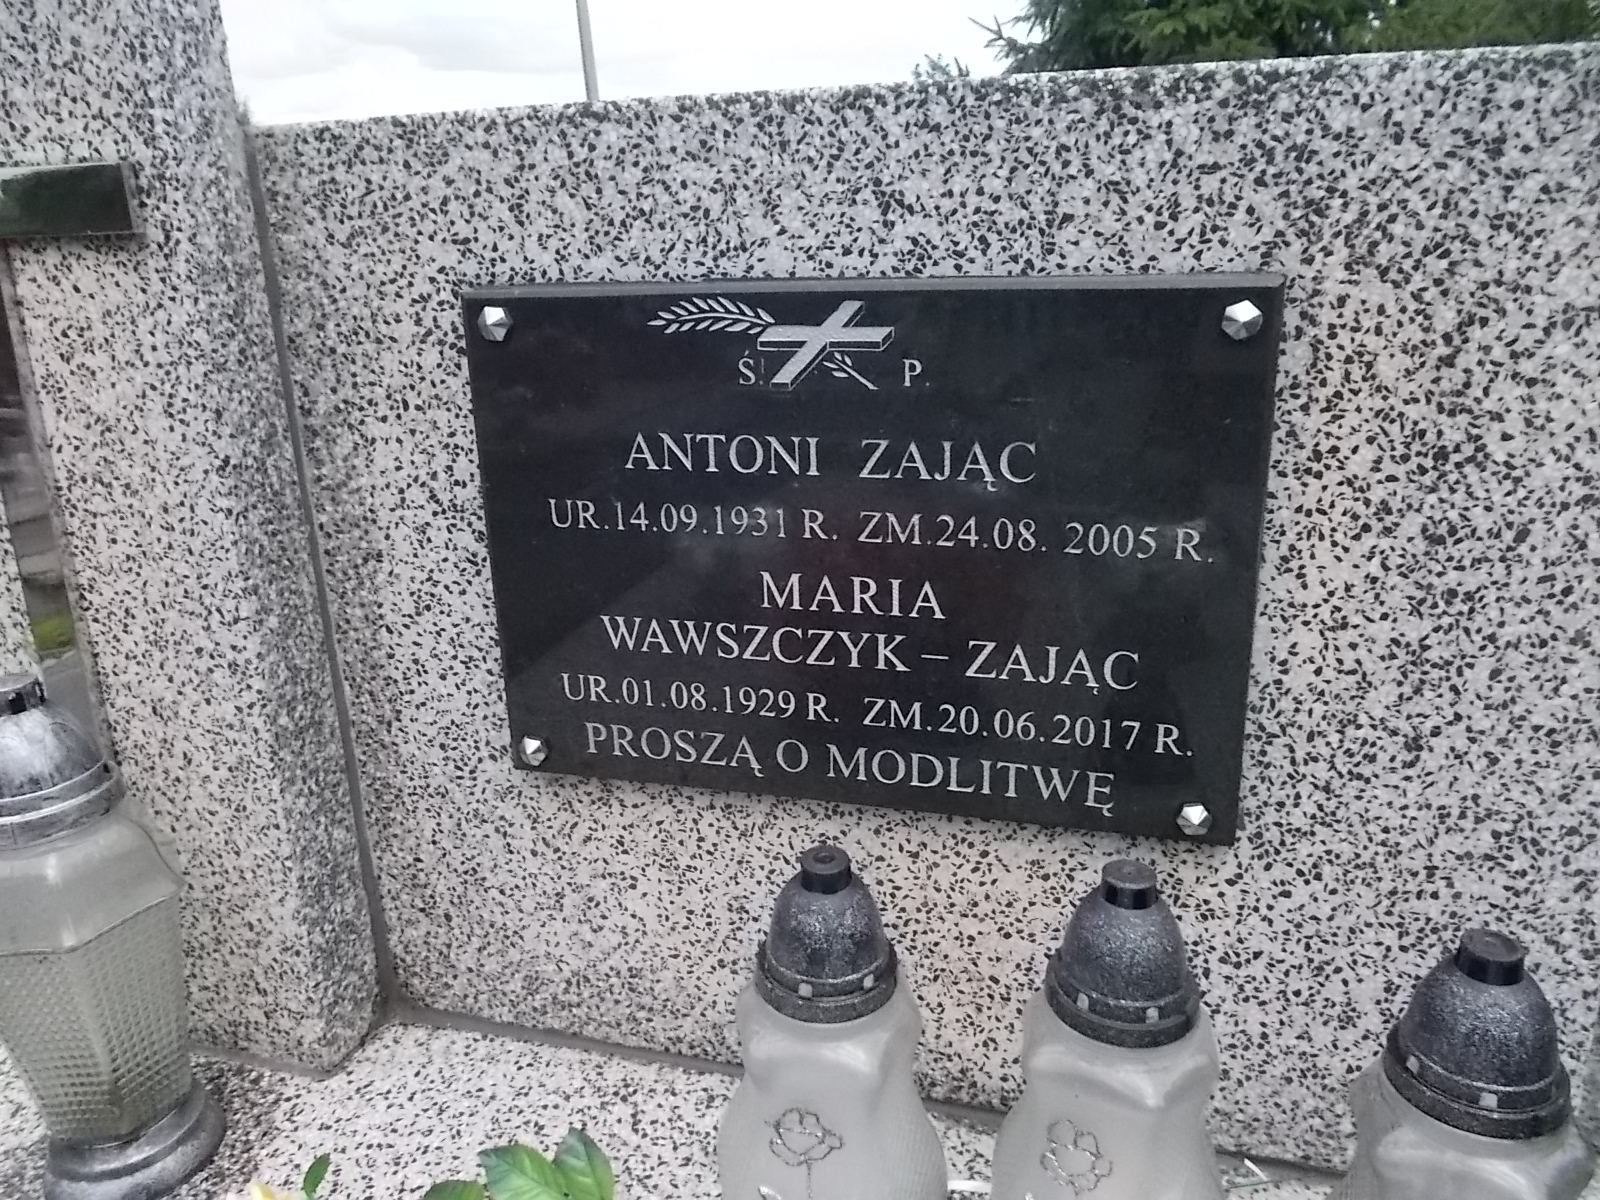 Ś. P.
ANTONI ZAJĄC
UR.14.09.1931 R. ZM.24.08. 2005 R.
MARIA
WAWSZCZYK – ZAJĄC
UR.01.08.1929 R. ZM.20.06.2017 R.
PROSZĄ O MODLITWĘ